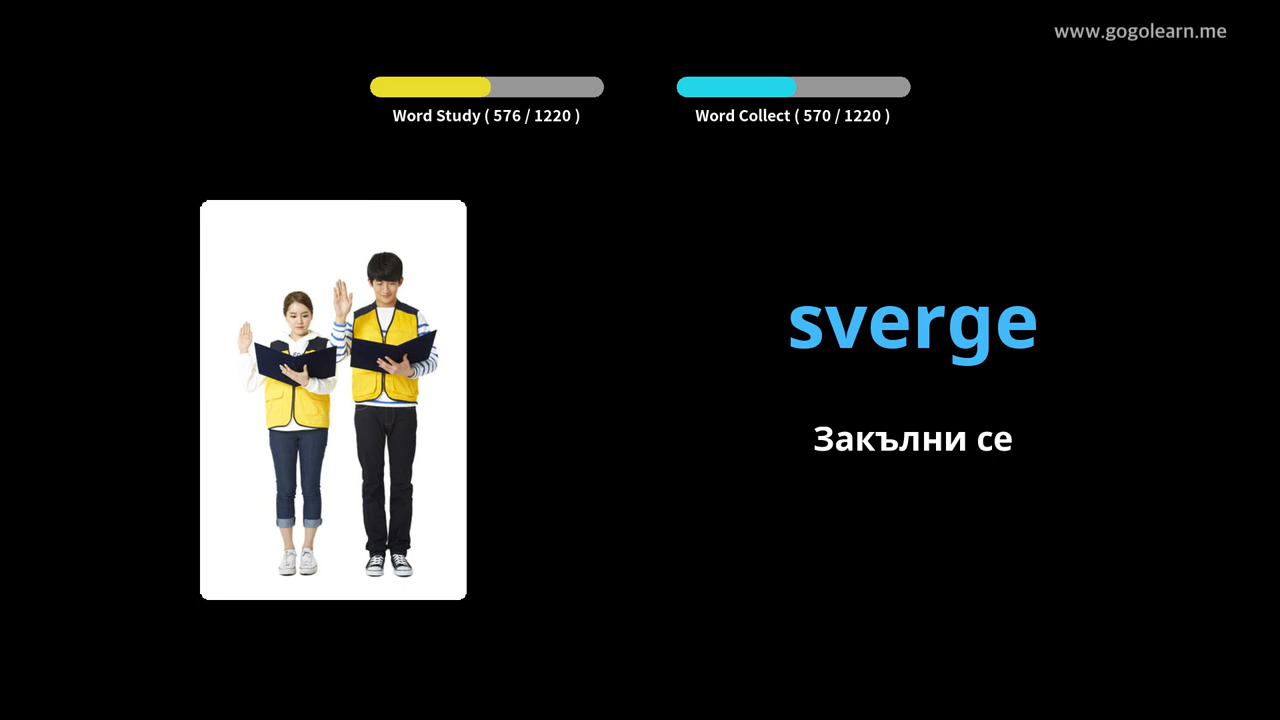 www.gogolearn.me
Word Study ( 576 / 1220 )
Word Collect ( 570 / 1220 )
sverge
Закълни се